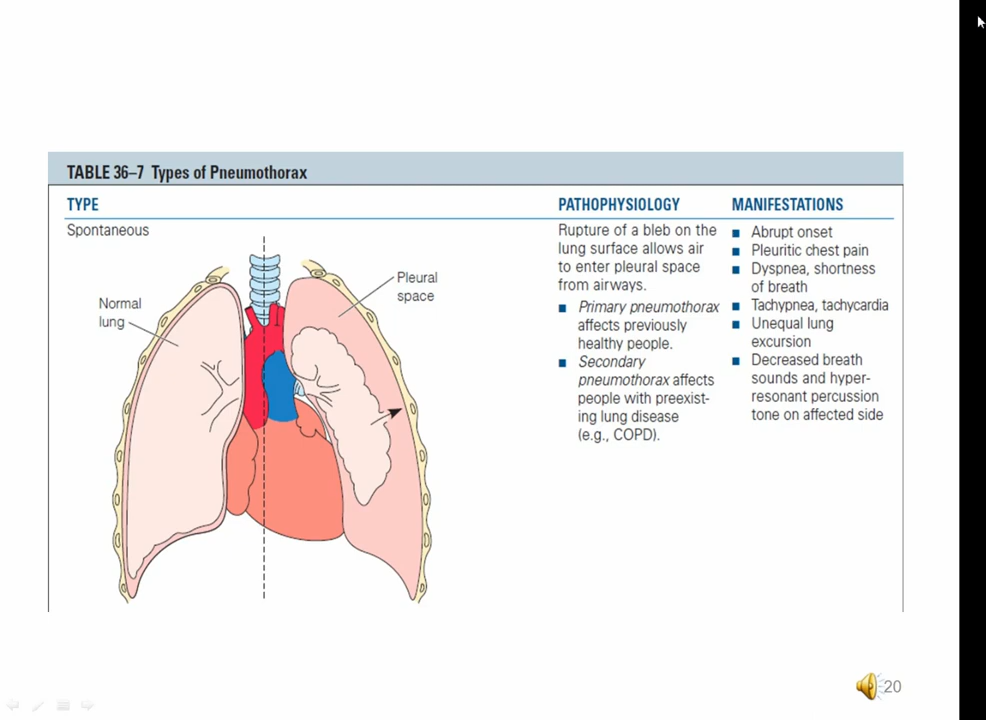 TABLE 36–7 Types of Pneumothorax
TYPE
PATHOPHYSIOLOGY
MANIFESTATIONS
Spontaneous
Normal
lung
Pleural
space
Rupture of a bleb on the
lung surface allows air
to enter pleural space
from airways.
■ Primary pneumothorax
affects previously
healthy people.
■ Secondary
pneumothorax affects
people with preexist-
ing lung disease
(e.g., COPD).
■ Abrupt onset
■ Pleuritic chest pain
■ Dyspnea, shortness
of breath
■ Tachypnea, tachycardia
■ Unequal lung
excursion
■ Decreased breath
sounds and hyper-
resonant percussion
tone on affected side
20